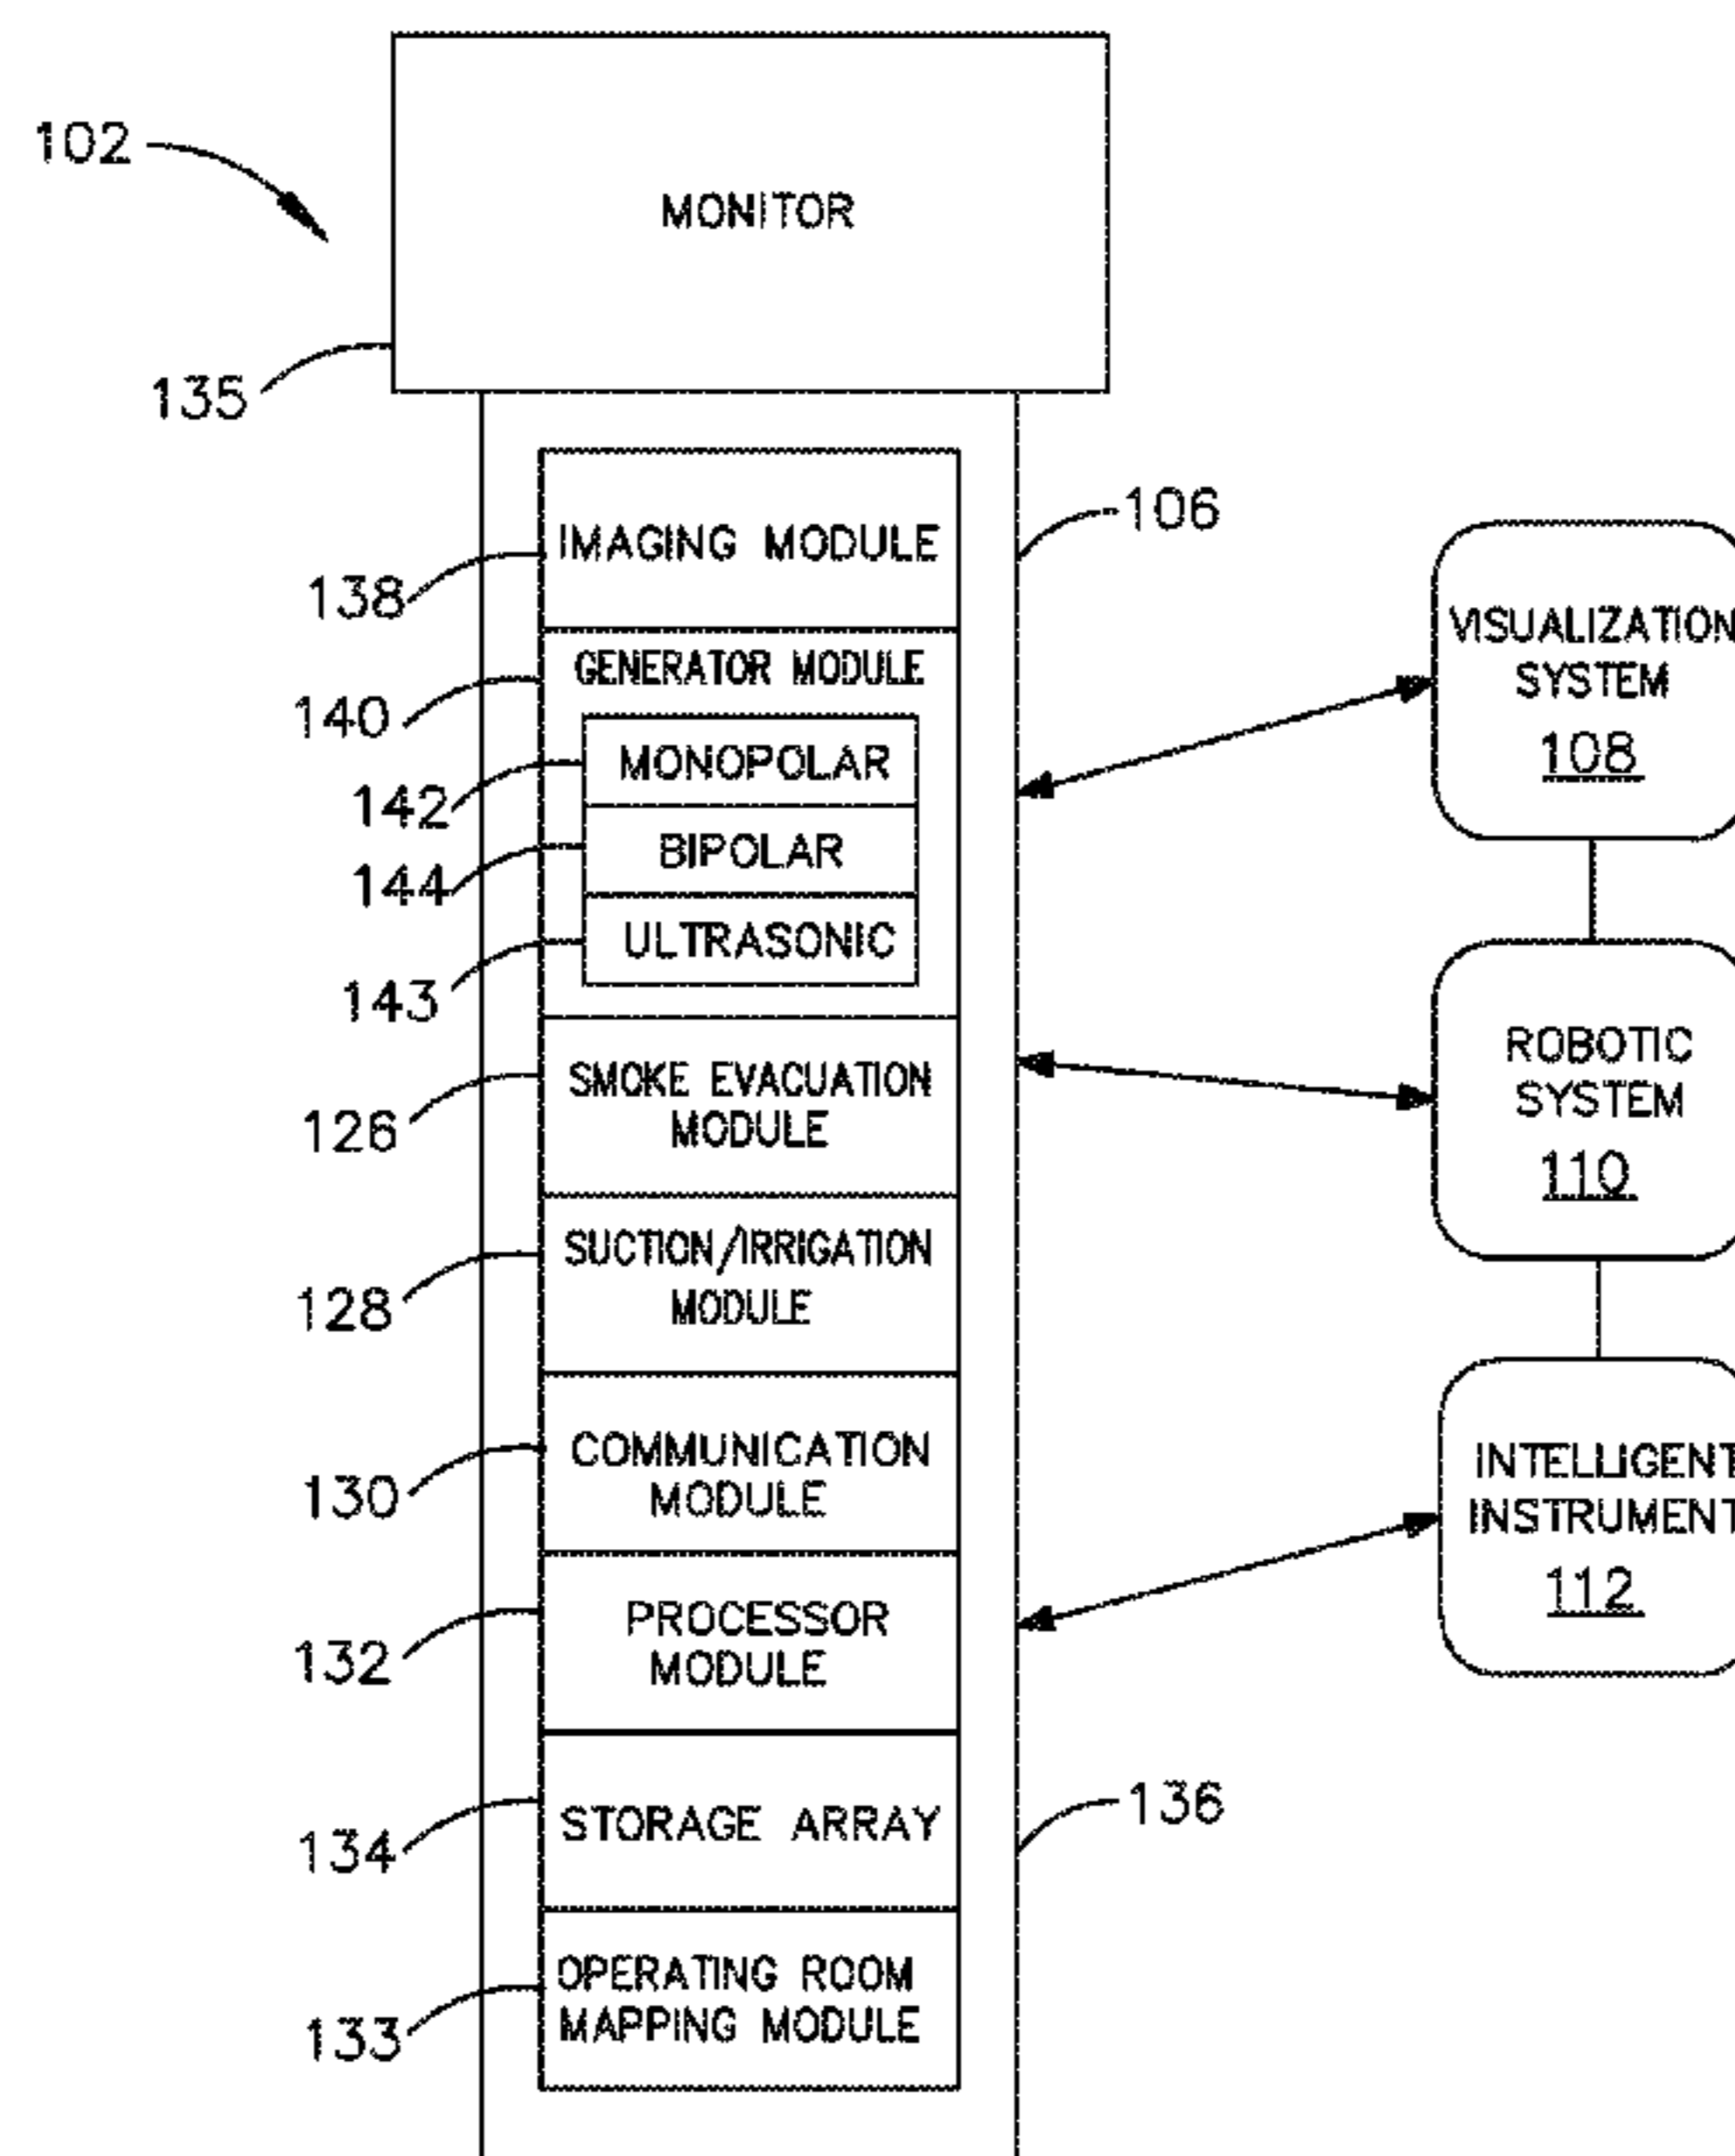 102
MONITOR
135
106
IMAGING MODULE
138
GENERATOR MODULE
140
MONOPOLAR
142
BIPOLAR
144
ULTRASONIC
143
SMOKE EVACUATION
MODULE
126
SUCTION/IRRIGATION
MODULE
128
COMMUNICATION
MODULE
130
PROCESSOR
MODULE
132
STORAGE ARRAY
134
136
OPERATING ROOM
MAPPING MODULE
133
VISUALIZATION
SYSTEM
108
ROBOTIC
SYSTEM
110
INTELLIGENT
INSTRUMENT
112